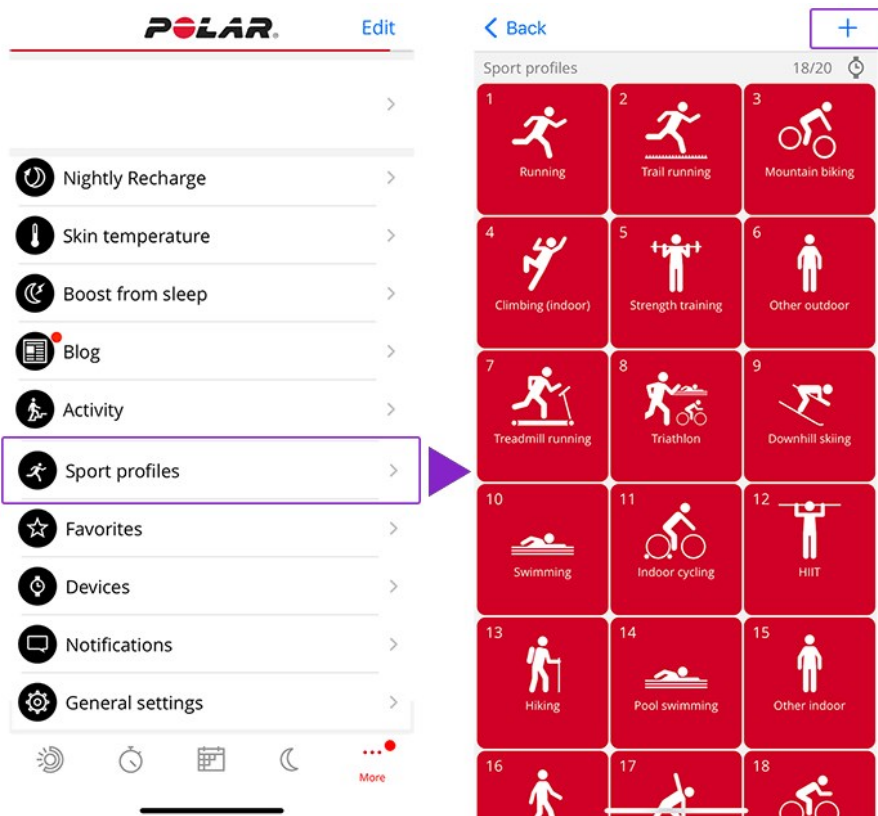 POLAR
Edit
Nightly Recharge
Skin temperature
Boost from sleep
Blog
Activity
Sport profiles
Favorites
Devices
Notifications
General settings
More
Back
+
Sport profiles 18/20
1 2 3
Running Trail running Mountain biking
4 5 6
Climbing (indoor) Strength training Other outdoor
7 8 9
Treadmill running Triathlon Downhill skiing
10 11 12
Swimming Indoor cycling HIIT
13 14 15
Hiking Pool swimming Other indoor
16 17 18